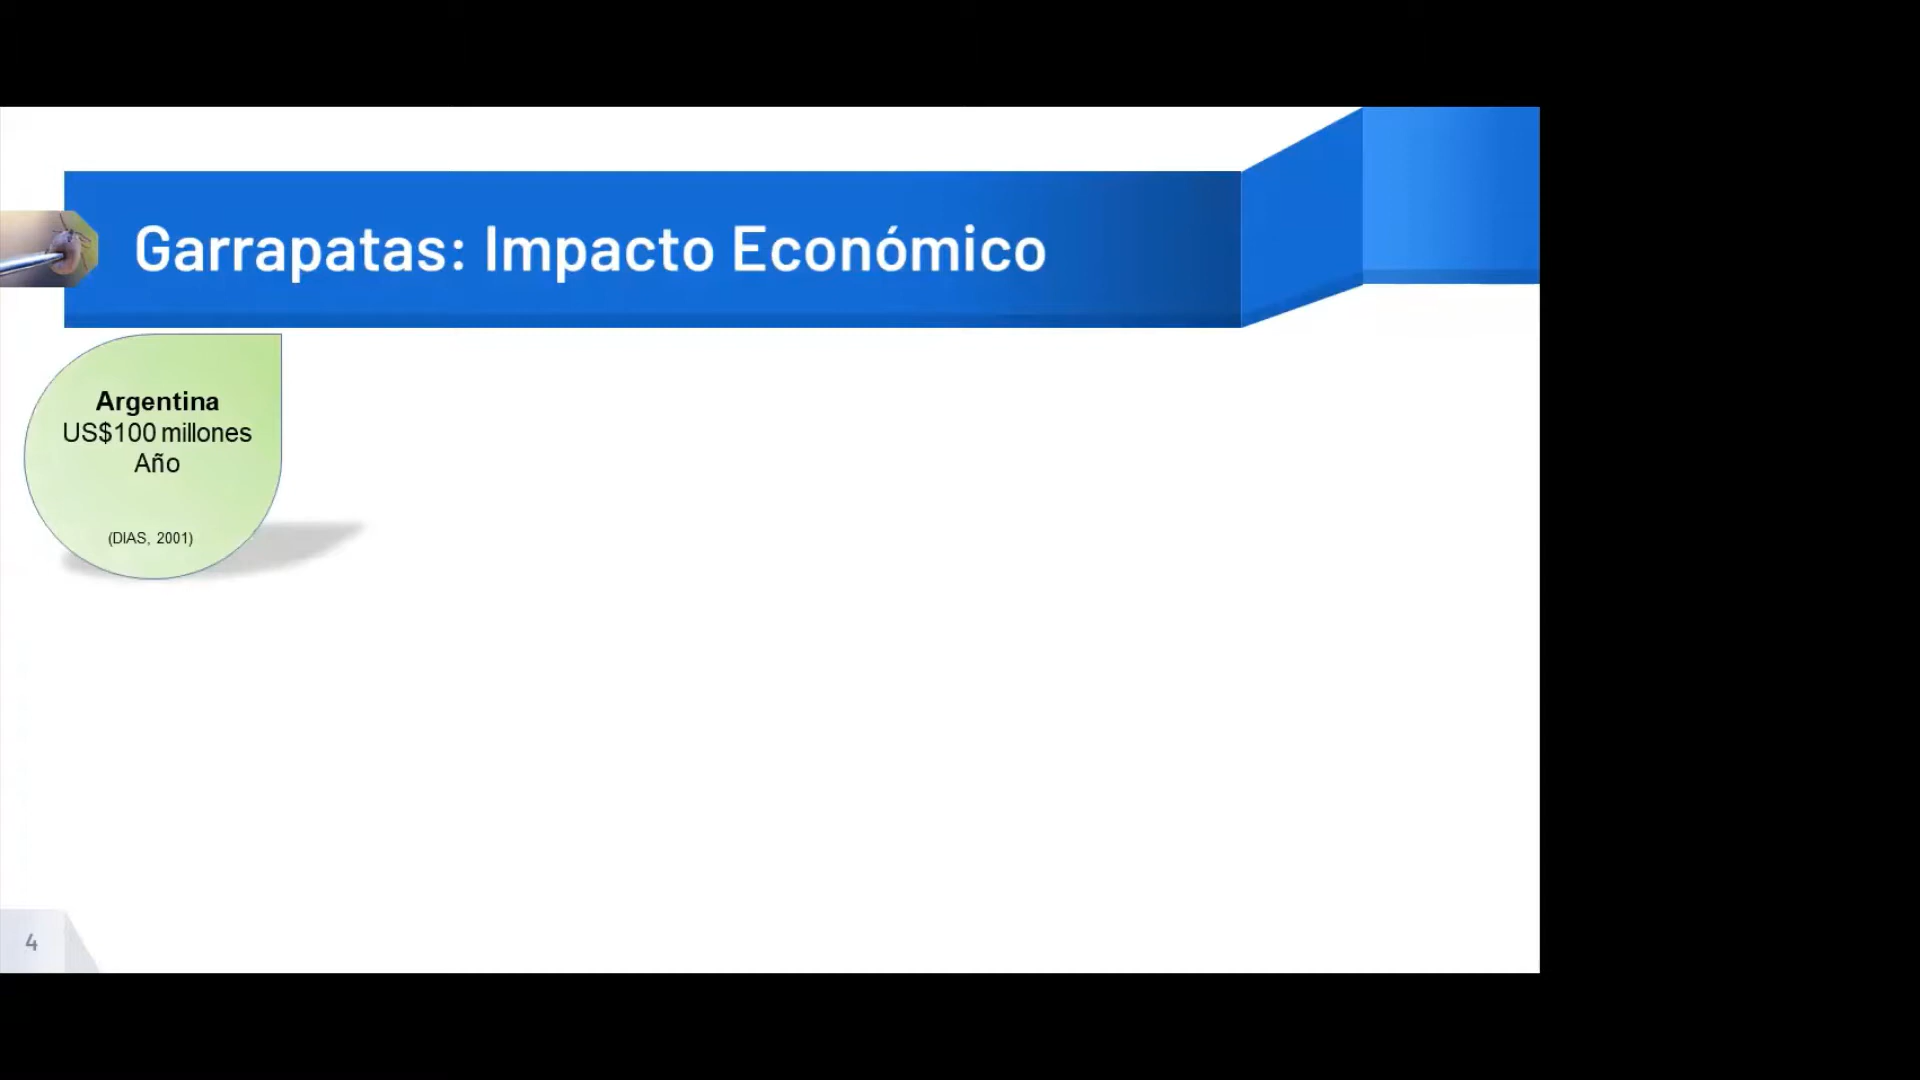 Garrapatas: Impacto Económico
Argentina
US$100 millones
Año
(DIAS, 2001)
4